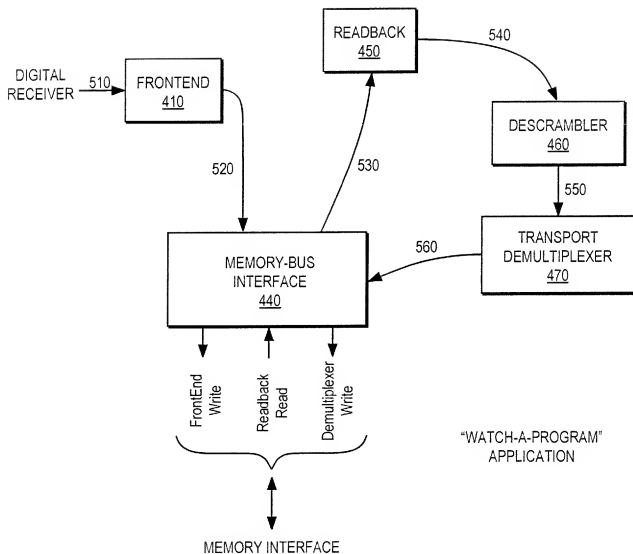 READBACK
450
540
DIGITAL
RECEIVER
510
FRONTEND
410
DESCRAMBLER
460
520
530
550
MEMORY-BUS
INTERFACE
440
560
TRANSPORT
DEMULTIPLEXER
470
FrontEnd
Write
Readback
Read
Demultiplexer
Write
"WATCH-A-PROGRAM"
APPLICATION
MEMORY INTERFACE